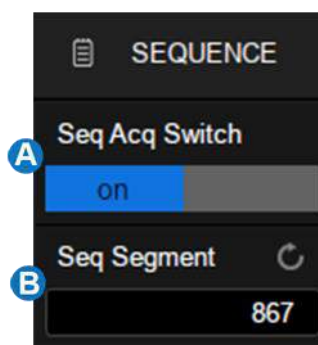 SEQUENCE
Seq Acq Switch
A
on
Seq Segment
B
867